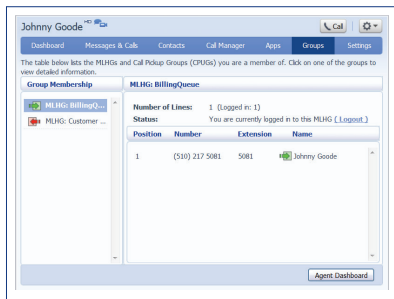 Johnny Goode HD
Call
Dashboard Messages & Calls Contacts Call Manager Apps Groups Settings
The table below lists the MLHGs and Call Pickup Groups (CPUGs) you are a member of. Click on one of the groups to
view detailed information.
Group Membership
MLHG: BillingQ...
MLHG: Customer ...
MLHG: BillingQueue
Number of Lines: 1 (Logged in: 1)
Status: You are currently logged in to this MLHG ( Logout )
Position Number Extension Name
1 (510) 217 5081 5081 Johnny Goode
Agent Dashboard